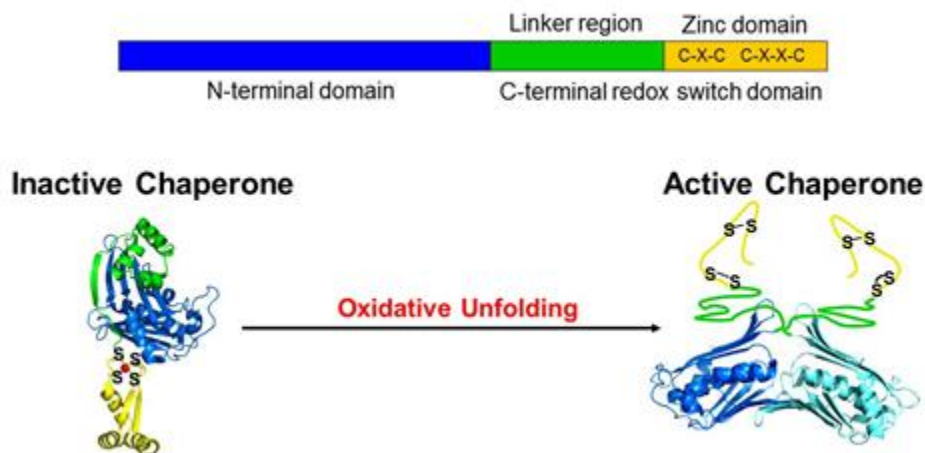 Linker region Zinc domain
C-X-C C-X-X-C
N-terminal domain C-terminal redox switch domain
Inactive Chaperone Active Chaperone
S-S S-S
S-S S-S
Oxidative Unfolding
S S
S S